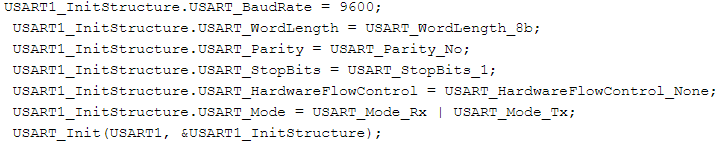 USART1_InitStructure.USART_BaudRate = 9600;
USART1_InitStructure.USART_WordLength = USART_WordLength_8b;
USART1_InitStructure.USART_Parity = USART_Parity_No;
USART1_InitStructure.USART_StopBits = USART_StopBits_1;
USART1_InitStructure.USART_HardwareFlowControl = USART_HardwareFlowControl_None;
USART1_InitStructure.USART_Mode = USART_Mode_Rx | USART_Mode_Tx;
USART_Init(USART1, &USART1_InitStructure);